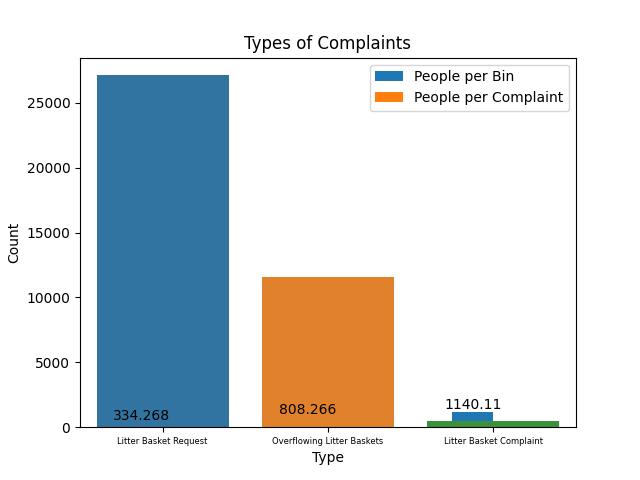 Types of Complaints
People per Bin
People per Complaint
25000
20000
15000
10000
5000
0
Count
334.268
808.266
1140.11
Litter Basket Request
Overflowing Litter Baskets
Litter Basket Complaint
Type